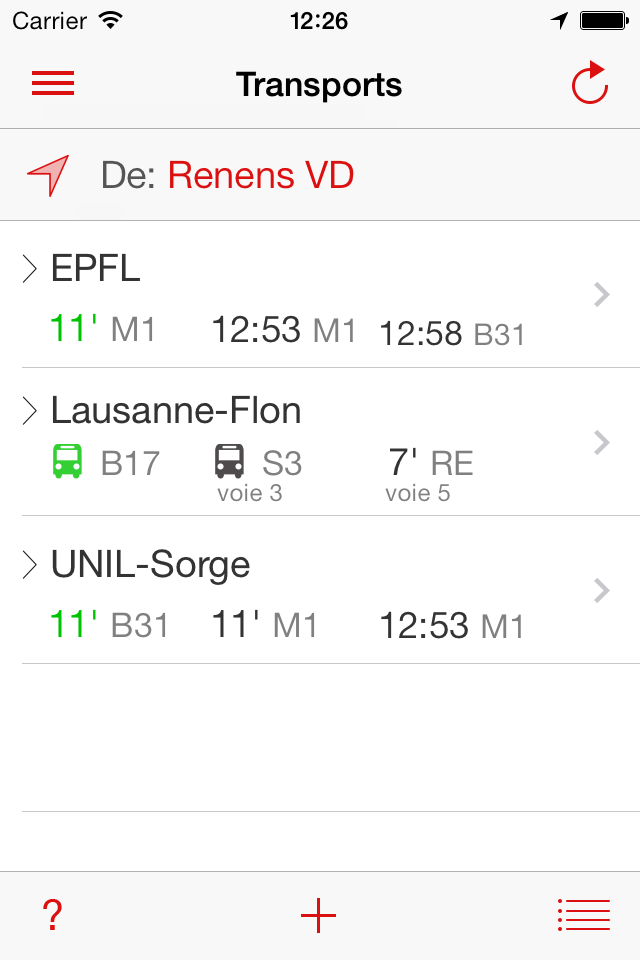 Carrier 12:26
Transports
De: Renens VD
EPFL
11' M1 12:53 M1 12:58 B31
Lausanne-Flon
B17 S3 7' RE
voie 3 voie 5
UNIL-Sorge
11' B31 11' M1 12:53 M1
?